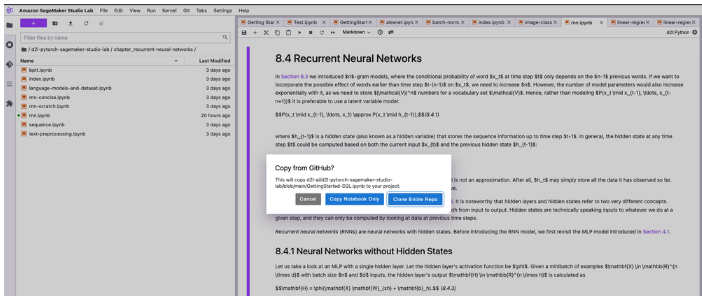 Amazon SageMaker Studio Lab File Edit View Run Kernel Git Tabs Settings Help
Filter files by name
/ d2l-pytorch-sagemaker-studio-lab / chapter_recurrent-neural-networks /
Name Last Modified
bptt.ipynb 3 days ago
index.ipynb 3 days ago
language-models-and-dataset.ipynb 3 days ago
rnn-concise.ipynb 3 days ago
rnn-scratch.ipynb 3 days ago
rnn.ipynb 20 hours ago
sequence.ipynb 3 days ago
text-preprocessing.ipynb 3 days ago
Getting Star Test.ipynb GettingStart alexnet.ipyn batch-norm. index.ipynb image-class rnn.ipynb linear-regre linear-regre
Markdown git d2l:Python
8.4 Recurrent Neural Networks
In Section 8.3 we introduced $n$-gram models, where the conditional probability of word $x_t$ at time step $t$ only depends on the $n-1$ previous words. If we want to
incorporate the possible effect of words earlier than time step $t-(n-1)$ on $x_t$, we need to increase $n$. However, the number of model parameters would also increase
exponentially with it, as we need to store $|\mathcal{V}|^n$ numbers for a vocabulary set $\mathcal{V}$. Hence, rather than modeling $P(x_t \mid x_{t-1}, \ldots, x_{t-
n+1})$ it is preferable to use a latent variable model:
$$P(x_t \mid x_{t-1}, \ldots, x_1) \approx P(x_t \mid h_{t-1}),$$(8.4.1)
where $h_{t-1}$ is a hidden state (also known as a hidden variable) that stores the sequence information up to time step $t-1$. In general, the hidden state at any time
step $t$ could be computed based on both the current input $x_{t}$ and the previous hidden state $h_{t-1}$:
Copy from GitHub?
This will copy d2l-ai/d2l-pytorch-sagemaker-studio-
lab/blob/main/GettingStarted-D2L.ipynb to your project.
Cancel Copy Notebook Only Clone Entire Repo
is not an approximation. After all, $h_t$ may simply store all the data it has observed so far.
It is noteworthy that hidden layers and hidden states refer to two very different concepts.
from input to output. Hidden states are technically speaking inputs to whatever we do at a
given step, and they can only be computed by looking at data at previous time steps.
Recurrent neural networks (RNNs) are neural networks with hidden states. Before introducing the RNN model, we first revisit the MLP model introduced in Section 4.1.
8.4.1 Neural Networks without Hidden States
Let us take a look at an MLP with a single hidden layer. Let the hidden layer's activation function be $\phi$. Given a minibatch of examples $\mathbf{X} \in \mathbb{R}^{n
\times d}$ with batch size $n$ and $d$ inputs, the hidden layer's output $\mathbf{H} \in \mathbb{R}^{n \times h}$ is calculated as
$$\mathbf{H} = \phi(\mathbf{X} \mathbf{W}_{xh} + \mathbf{b}_h).$$ (8.4.3)